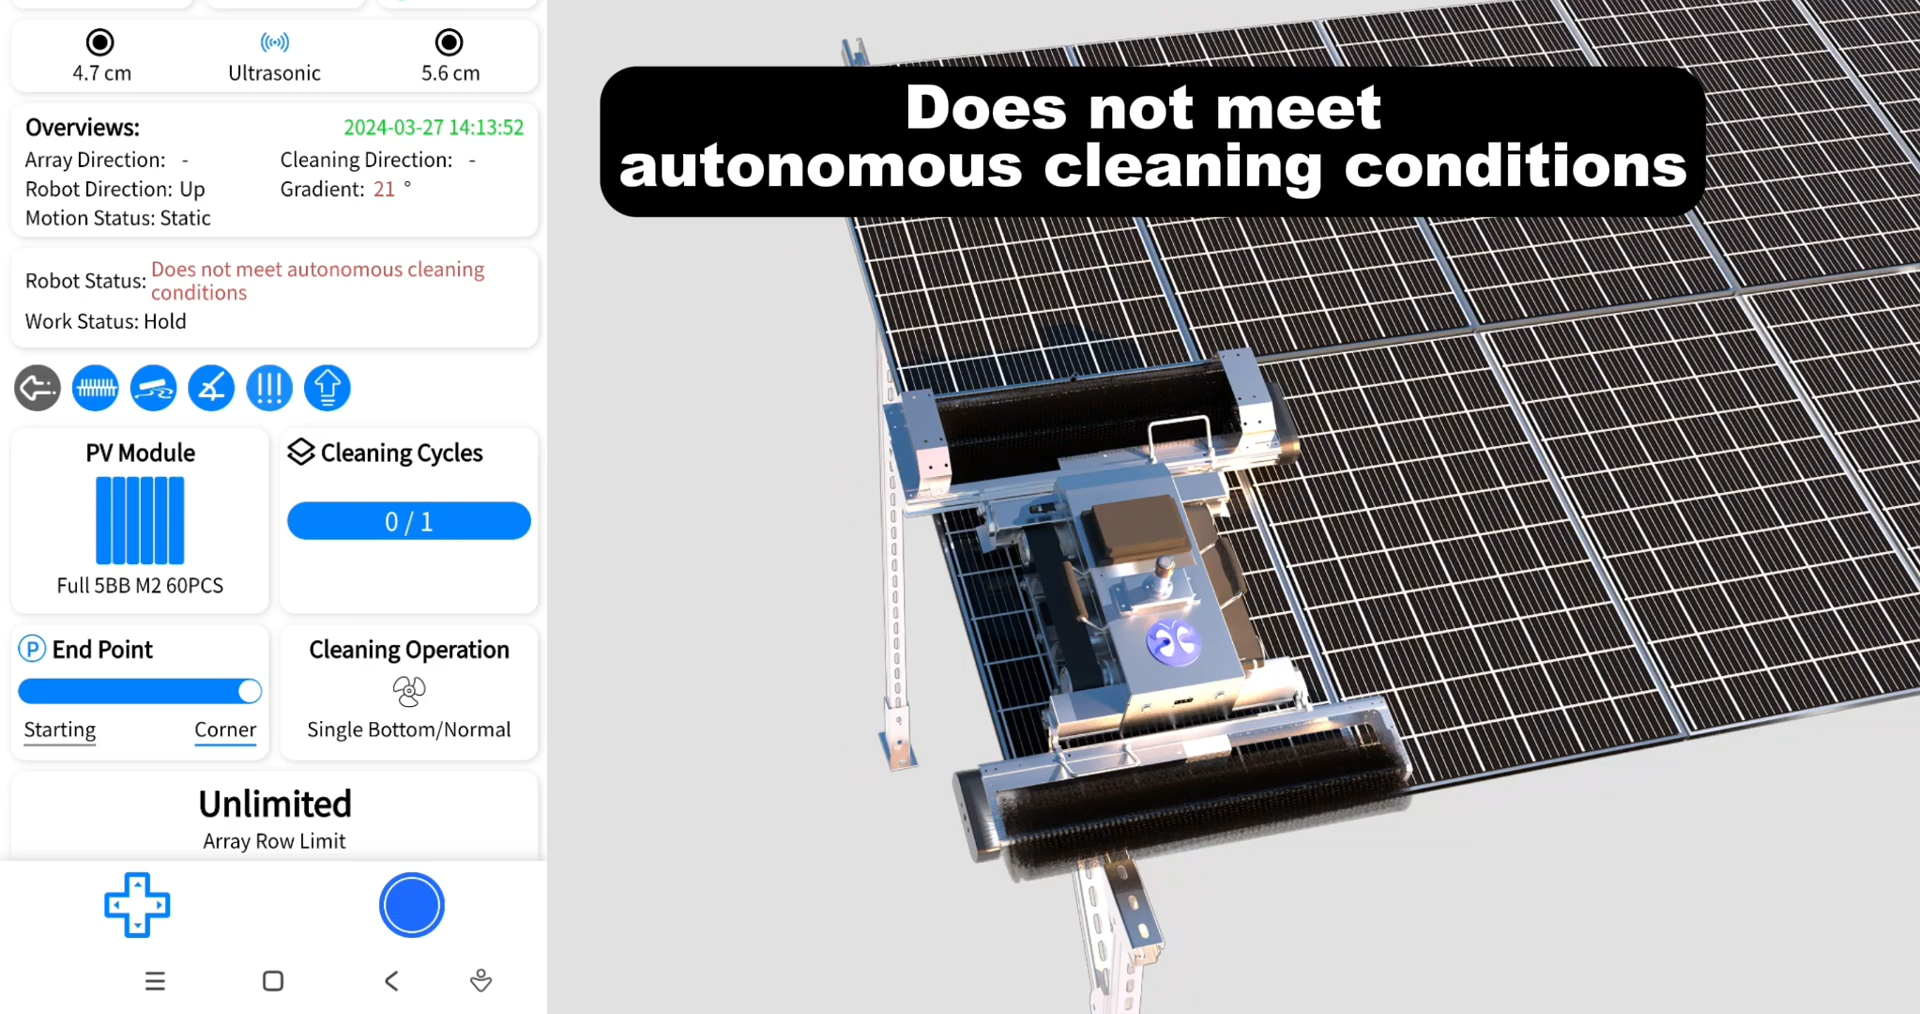 4.7 cm
Ultrasonic
5.6 cm
Overviews:
2024-03-27 14:13:52
Array Direction: -
Cleaning Direction: -
Robot Direction: Up
Gradient: 21 °
Motion Status: Static
Robot Status: Does not meet autonomous cleaning
conditions
Work Status: Hold
PV Module
Full 5BB M2 60PCS
Cleaning Cycles
0 / 1
P End Point
Starting
Corner
Cleaning Operation
Single Bottom/Normal
Unlimited
Array Row Limit
Does not meet
autonomous cleaning conditions